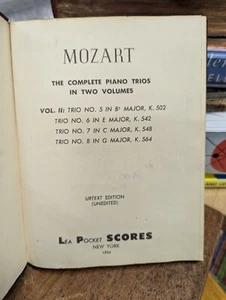 MOZART
THE COMPLETE PIANO TRIOS
IN TWO VOLUMES
VOL. II: TRIO NO. 5 IN B♭ MAJOR, K. 502
TRIO NO. 6 IN E MAJOR, K. 542
TRIO NO. 7 IN C MAJOR, K. 548
TRIO NO. 8 IN G MAJOR, K. 564
URTEXT EDITION
(UNEDITED)
LEA POCKET SCORES
NEW YORK